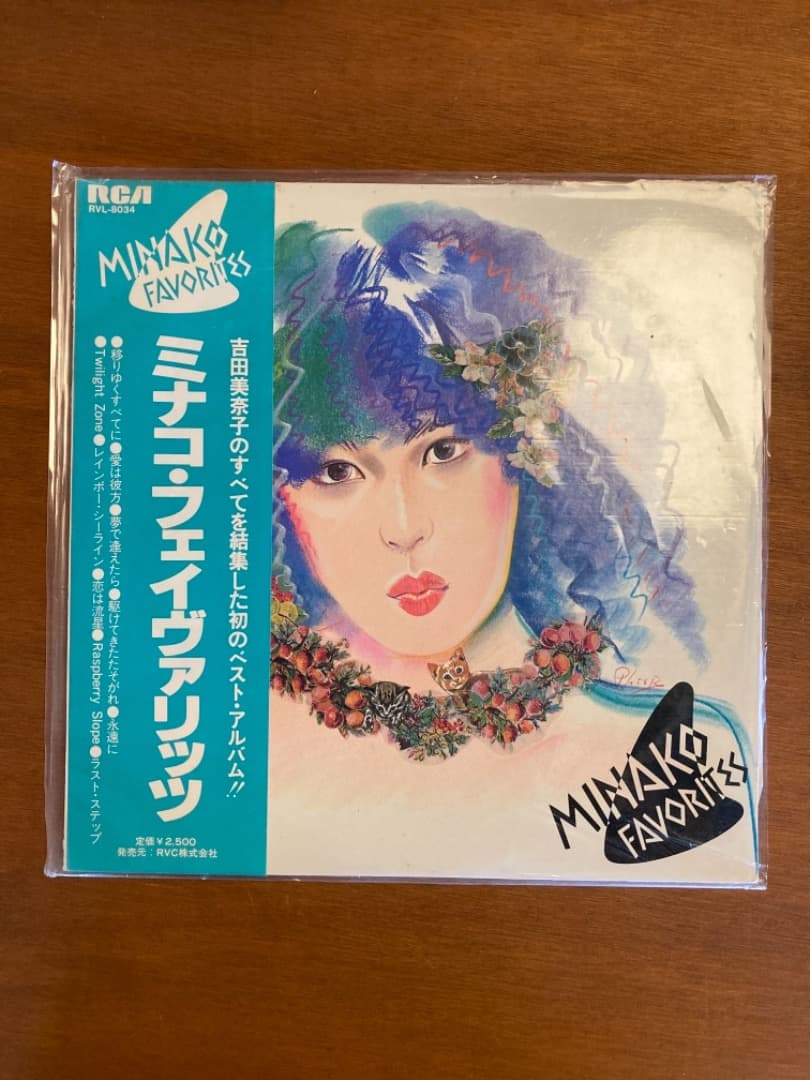 RCA
RVL-8034
MINAKO
FAVORITES
吉田美奈子のすべてを結集した初のベスト・アルバム!!
ミナコ・フェイヴァリッツ
●移りゆくすべてに●愛は彼方●夢で逢えたら●駆けてきたたそがれ●永遠に
●Twilight Zone●レインボー・シーライン●恋は流星●Raspberry Slope●ラスト・ステップ
定価¥2,500
発売元:RVC株式会社
MINAKO
FAVORITES